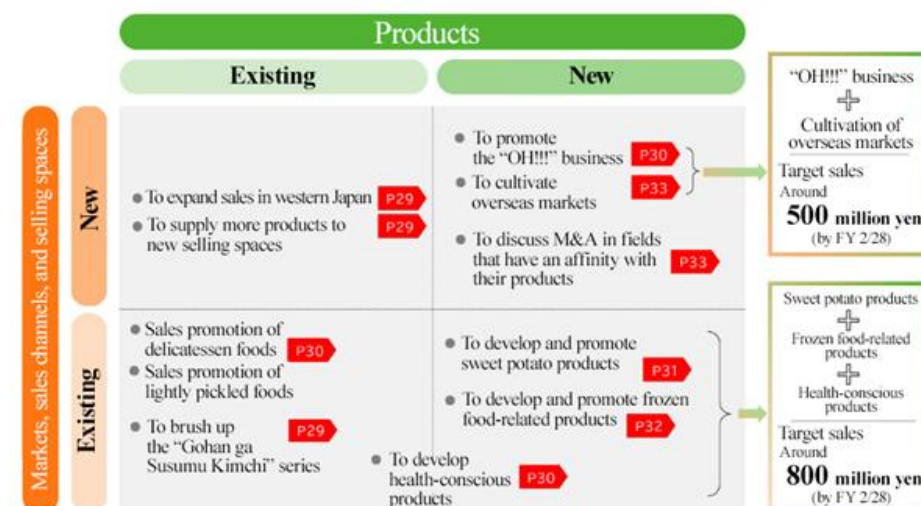 Products
Existing
New
Markets, sales channels, and selling spaces
New
Existing
To expand sales in western Japan P29
To supply more products to
new selling spaces P29
To promote
the “OH!!!” business P30
To cultivate
overseas markets P33
To discuss M&A in fields
that have an affinity with
their products P33
“OH!!!” business
Cultivation of
overseas markets
Target sales
Around
500 million yen
(by FY 2/28)
Sales promotion of
delicatessen foods P30
Sales promotion of
lightly pickled foods
To brush up
the “Gohan ga
Susumu Kimchi” series P29
To develop and promote
sweet potato products P31
To develop and promote frozen
food-related products P32
To develop
health-conscious
products P30
Sweet potato products
Frozen food-related
products
Health-conscious
products
Target sales
Around
800 million yen
(by FY 2/28)